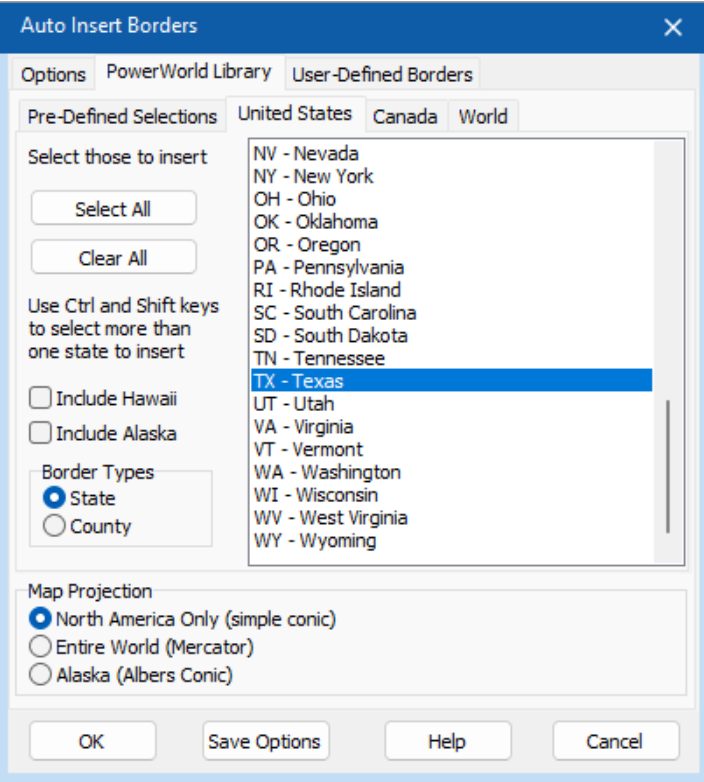 Auto Insert Borders
Options
PowerWorld Library
User-Defined Borders
Pre-Defined Selections
United States
Canada
World
Select those to insert
Select All
Clear All
Use Ctrl and Shift keys
to select more than
one state to insert
Include Hawaii
Include Alaska
Border Types
State
County
NV - Nevada
NY - New York
OH - Ohio
OK - Oklahoma
OR - Oregon
PA - Pennsylvania
RI - Rhode Island
SC - South Carolina
SD - South Dakota
TN - Tennessee
TX - Texas
UT - Utah
VA - Virginia
VT - Vermont
WA - Washington
WI - Wisconsin
WV - West Virginia
WY - Wyoming
Map Projection
North America Only (simple conic)
Entire World (Mercator)
Alaska (Albers Conic)
OK
Save Options
Help
Cancel